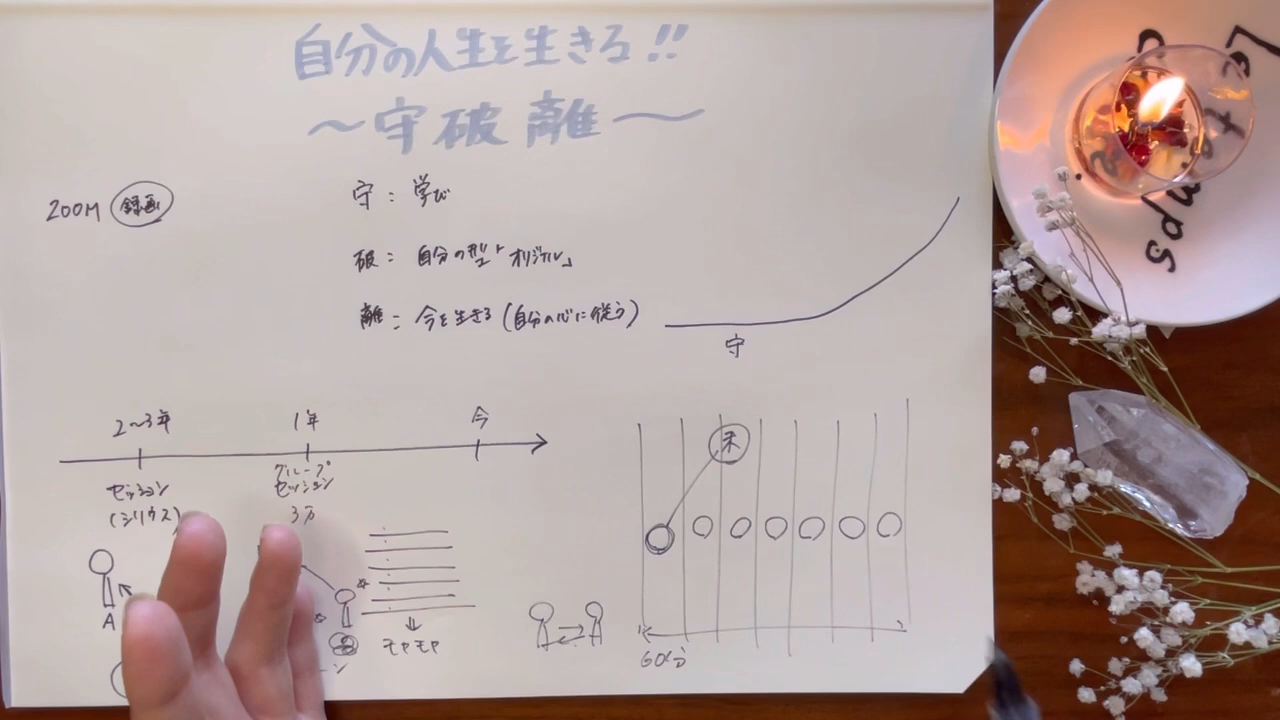 自分の人生を生きる!!
〜守破離〜
ZOOM 録画
守：学び
破：自分の型「オリジナル」
離：今を生きる(自分の心に従う)
守
2〜3年
1年
今
セッション
(シリウス)
グループ
セッション
3万
A
モヤモヤ
60分
Let